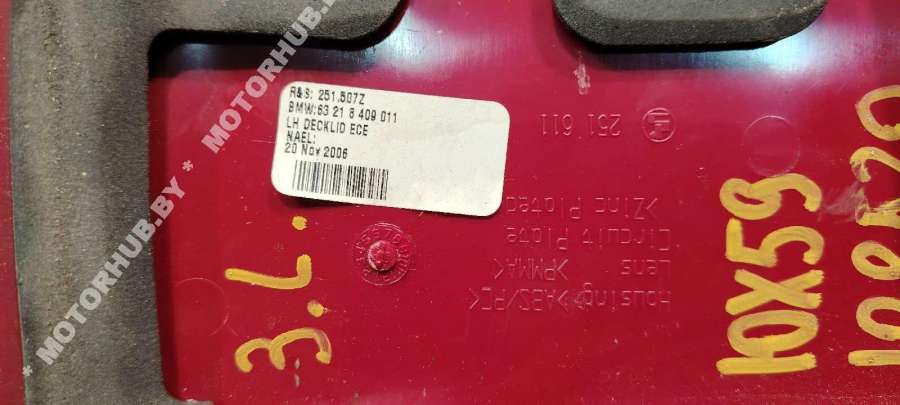 R&S: 251.507Z
BMW:63 21 8 409 011
LH DECKLID ECE
NAEL:
20 Nov 2006
251 611
Housing >ABS/PC<
Lens >PMMA<
Circuit Plate
>Zinc Plated
3.L.
10X59
* MOTORHUB.BY * MOTORHUB.BY
MOTORHUB.BY *